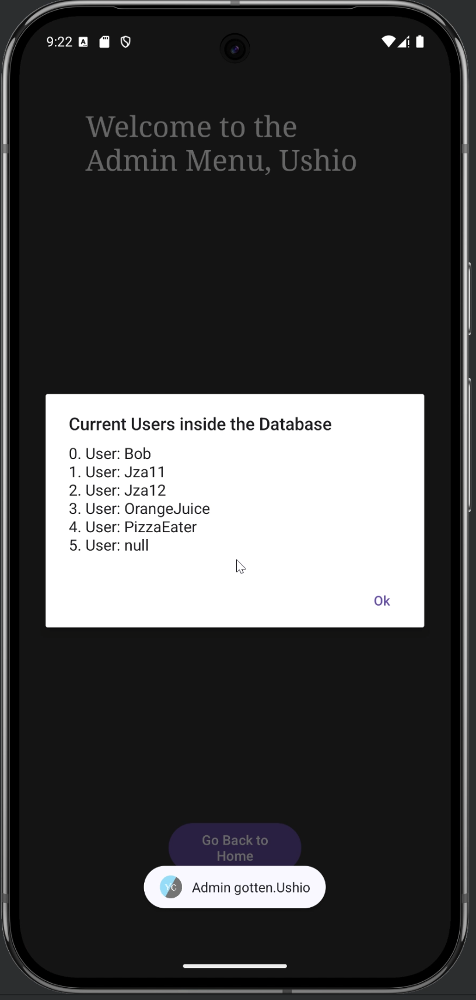 9:22
Welcome to the
Admin Menu, Ushio
Current Users inside the Database
0. User: Bob
1. User: Jza11
2. User: Jza12
3. User: OrangeJuice
4. User: PizzaEater
5. User: null
Ok
Go Back to
Home
YC Admin gotten.Ushio